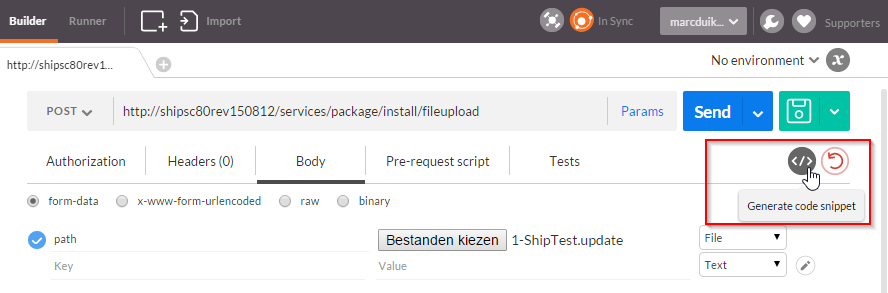 Builder Runner Import In Sync marcduik... Supporters
http://shipsc80rev1... No environment x
POST http://shipsc80rev150812/services/package/install/fileupload Params Send
Authorization Headers (0) Body Pre-request script Tests </>
Generate code snippet
form-data x-www-form-urlencoded raw binary
path Bestanden kiezen 1-ShipTest.update File
Key Value Text